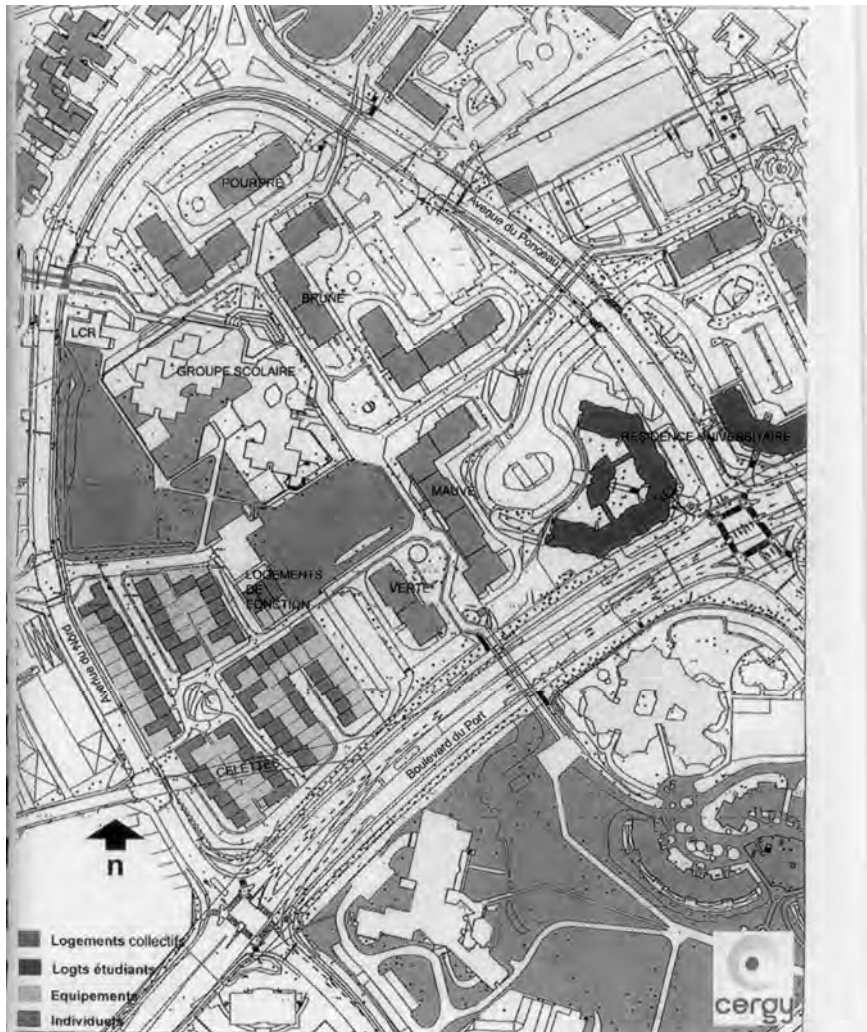 POURPRE
Avenue du Ponceau
BRUNE
LCR
GROUPE SCOLAIRE
RESIDENCE UNIVERSITAIRE
MAUVE
LOGEMENTS
DE
FONCTION
VERTE
Avenue du Nord
Boulevard du Port
CELETTES
n
Logements collectifs
Logts étudiants
Equipements
Individuels
cergy